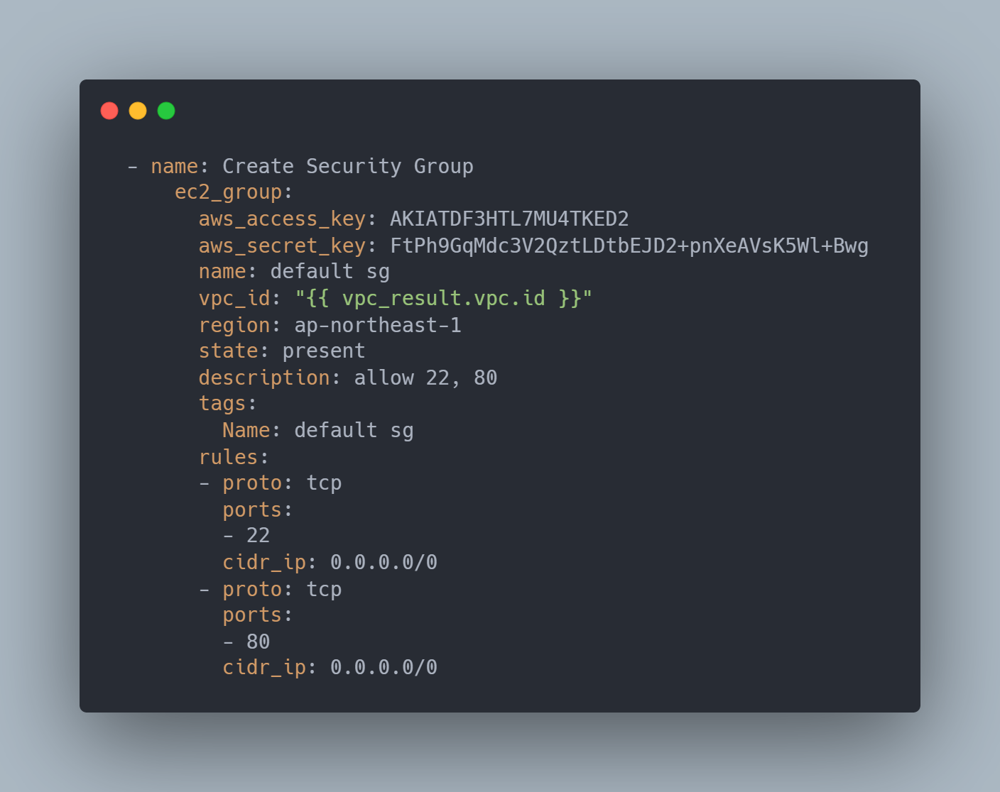 - name: Create Security Group
    ec2_group:
      aws_access_key: AKIATDF3HTL7MU4TKED2
      aws_secret_key: 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
      name: default sg
      vpc_id: "{{ vpc_result.vpc.id }}"
      region: ap-northeast-1
      state: present
      description: allow 22, 80
      tags:
        Name: default sg
      rules:
      - proto: tcp
        ports:
        - 22
        cidr_ip: 0.0.0.0/0
      - proto: tcp
        ports:
        - 80
        cidr_ip: 0.0.0.0/0